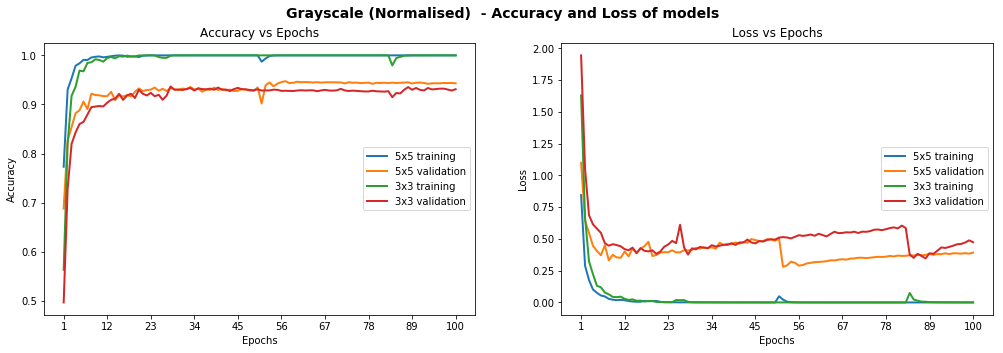 Grayscale (Normalised)  - Accuracy and Loss of models
Accuracy vs Epochs
1.0
0.9
0.8
0.7
0.6
0.5
Accuracy
5x5 training
5x5 validation
3x3 training
3x3 validation
1 12 23 34 45 56 67 78 89 100
Epochs
Loss vs Epochs
2.00
1.75
1.50
1.25
1.00
0.75
0.50
0.25
0.00
Loss
5x5 training
5x5 validation
3x3 training
3x3 validation
1 12 23 34 45 56 67 78 89 100
Epochs